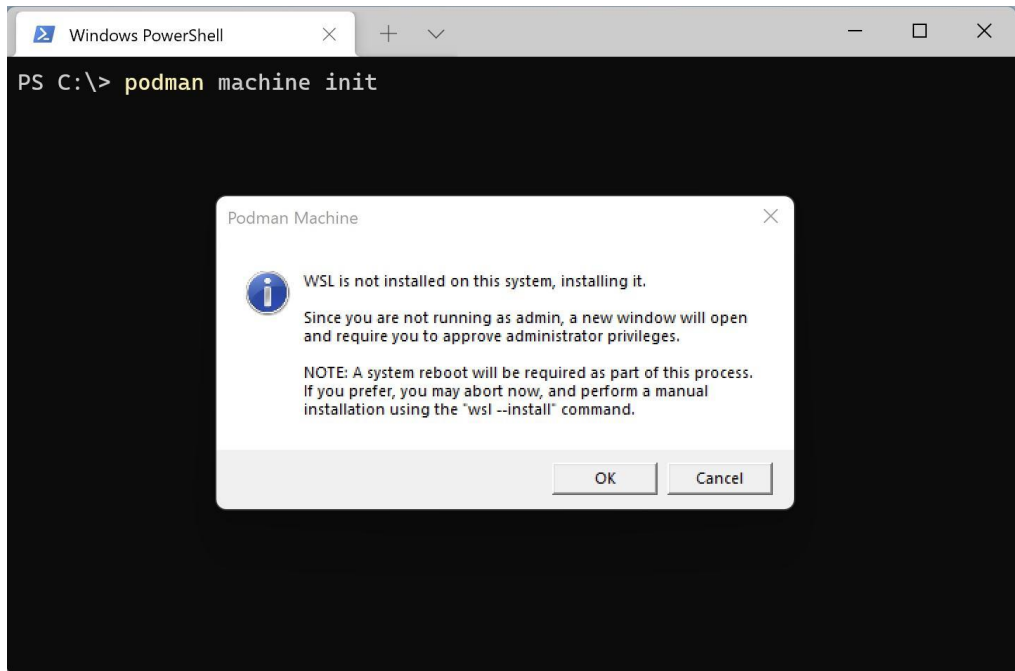 Windows PowerShell
PS C:\> podman machine init
Podman Machine
WSL is not installed on this system, installing it.
Since you are not running as admin, a new window will open
and require you to approve administrator privileges.
NOTE: A system reboot will be required as part of this process.
If you prefer, you may abort now, and perform a manual
installation using the "wsl --install" command.
OK
Cancel